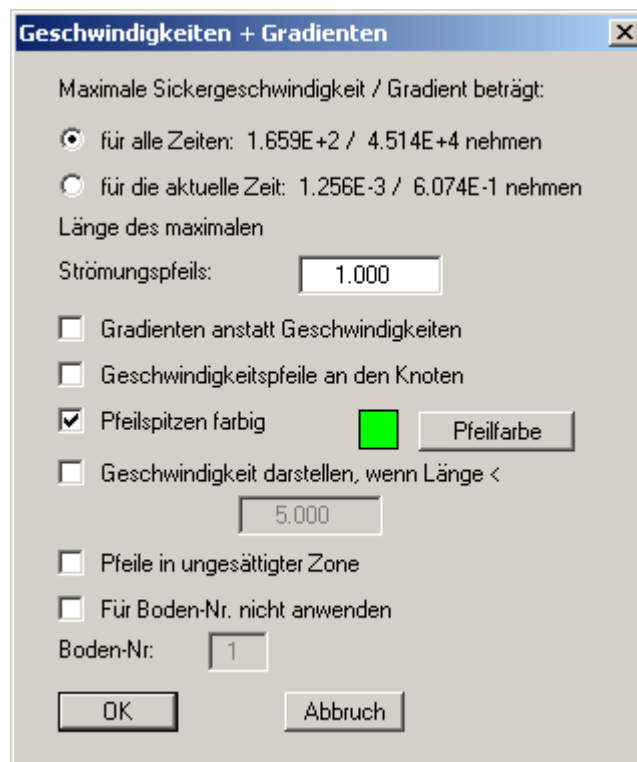 Geschwindigkeiten + Gradienten
Maximale Sickergeschwindigkeit / Gradient beträgt:
für alle Zeiten: 1.659E+2 / 4.514E+4 nehmen
für die aktuelle Zeit: 1.256E-3 / 6.074E-1 nehmen
Länge des maximalen
Strömungspfeils: 1.000
Gradienten anstatt Geschwindigkeiten
Geschwindigkeitspfeile an den Knoten
Pfeilspitzen farbig Pfeilfarbe
Geschwindigkeit darstellen, wenn Länge <
5.000
Pfeile in ungesättigter Zone
Für Boden-Nr. nicht anwenden
Boden-Nr: 1
OK Abbruch